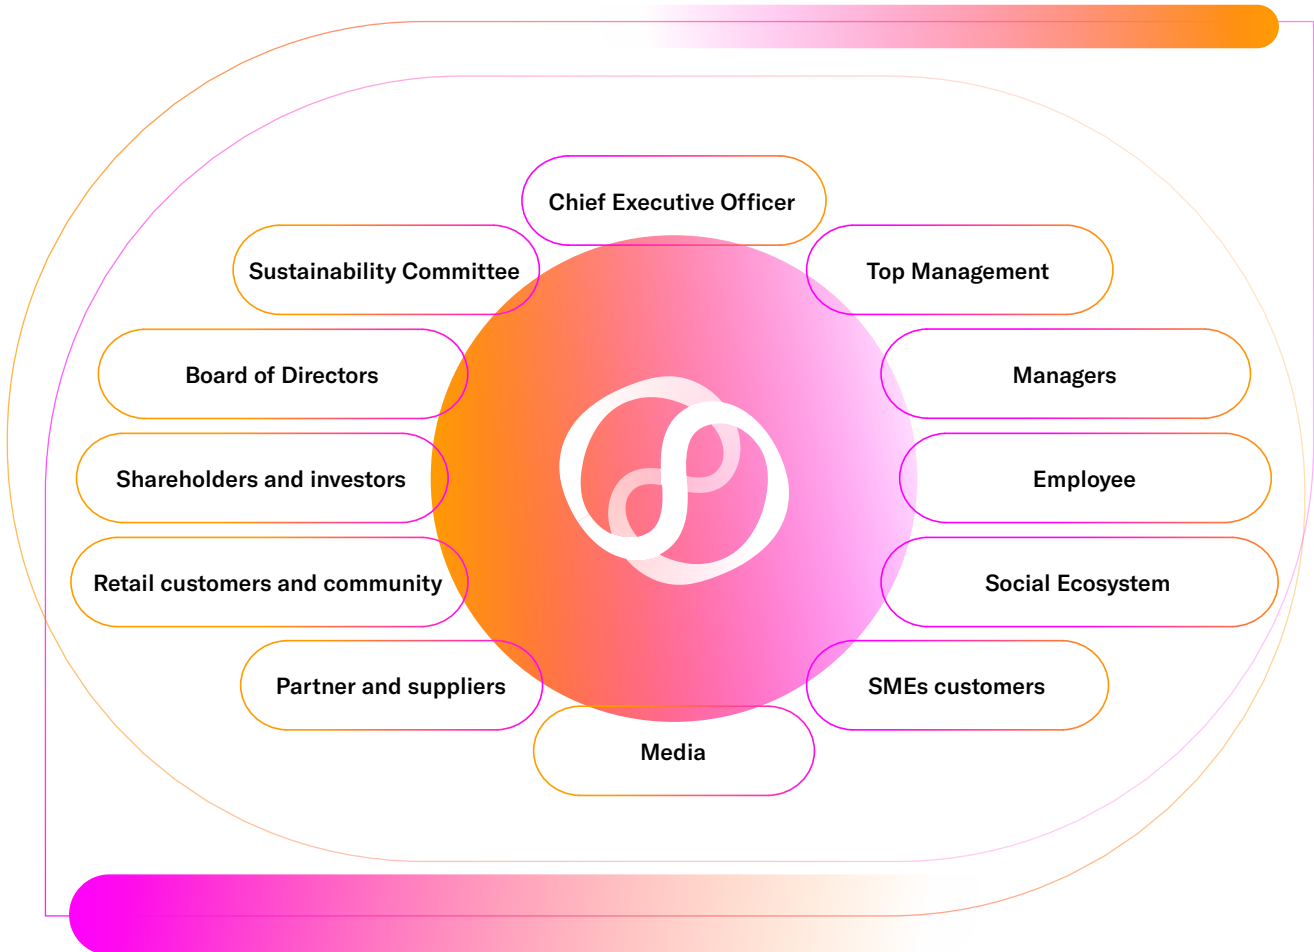 Chief Executive Officer
Sustainability Committee
Top Management
Board of Directors
Managers
Shareholders and investors
Employee
Retail customers and community
Social Ecosystem
Partner and suppliers
SMEs customers
Media